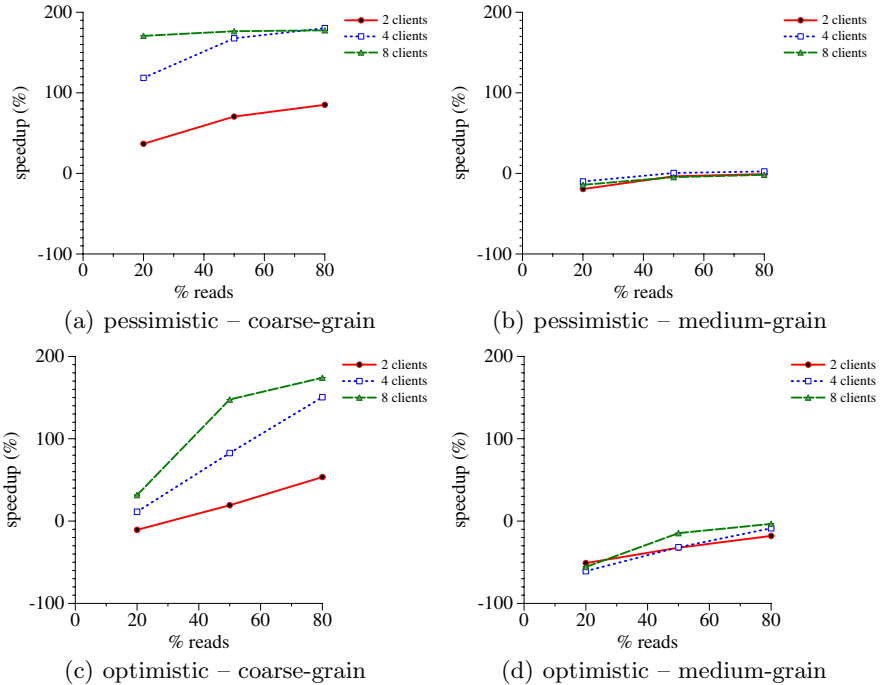 200
100
0
-100
speedup (%)
0
20
40
60
80
% reads
2 clients
4 clients
8 clients
(a) pessimistic – coarse-grain
200
100
0
-100
speedup (%)
0
20
40
60
80
% reads
2 clients
4 clients
8 clients
(b) pessimistic – medium-grain
200
100
0
-100
speedup (%)
0
20
40
60
80
% reads
2 clients
4 clients
8 clients
(c) optimistic – coarse-grain
200
100
0
-100
speedup (%)
0
20
40
60
80
% reads
2 clients
4 clients
8 clients
(d) optimistic – medium-grain